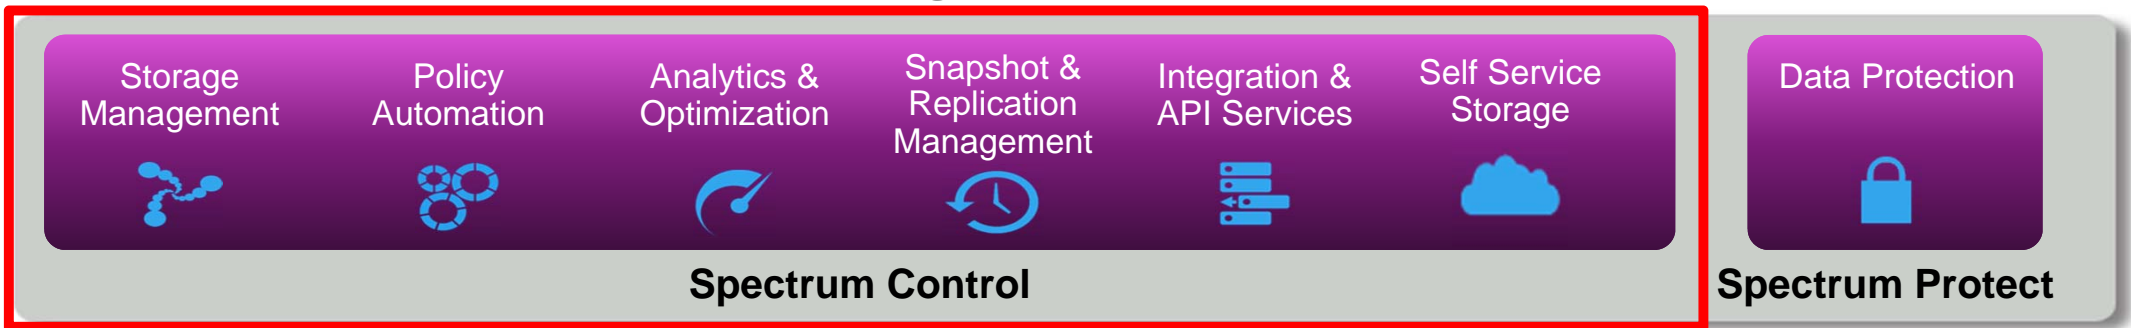 Storage
Management
Policy
Automation
Analytics &
Optimization
Snapshot &
Replication
Management
Integration &
API Services
Self Service
Storage
Data Protection
Spectrum Control
Spectrum Protect